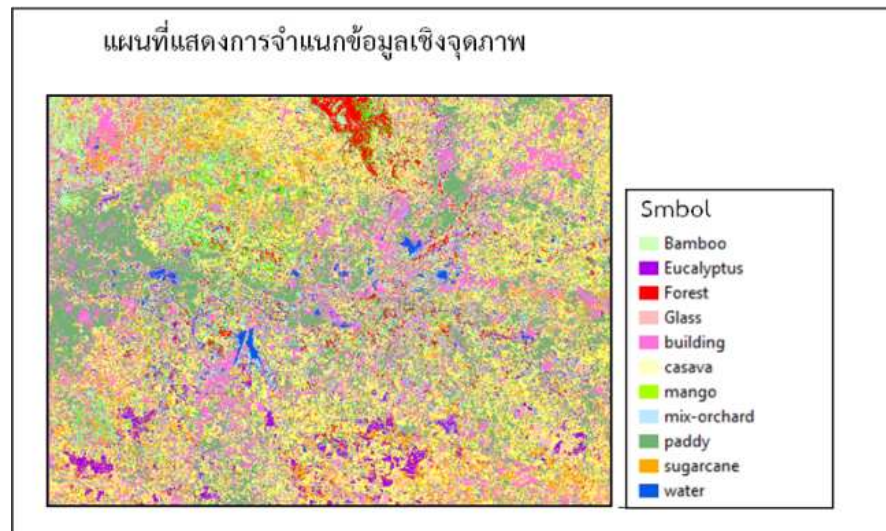 แผนที่แสดงการจำแนกข้อมูลเชิงจุดภาพ
Smbol
Bamboo
Eucalyptus
Forest
Glass
building
casava
mango
mix-orchard
paddy
sugarcane
water